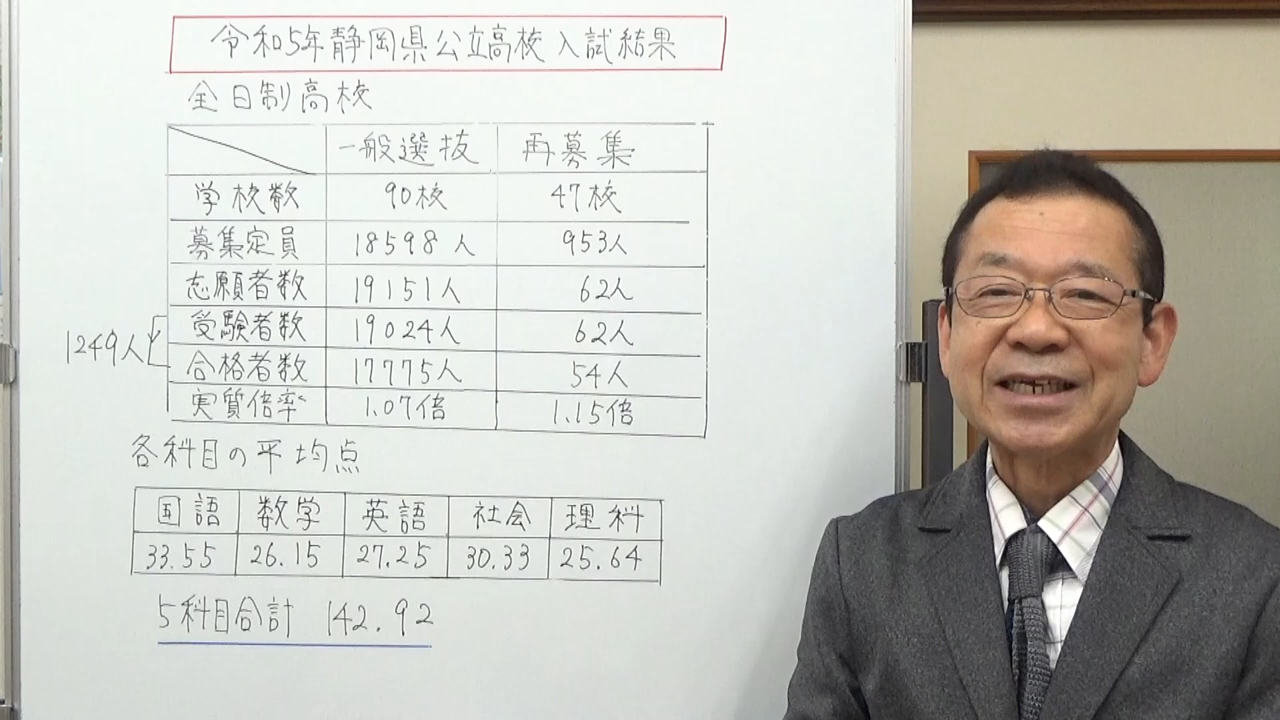 令和5年静岡県公立高校入試結果
全日制高校
一般選抜 再募集
学校数 90校 47校
募集定員 18598人 953人
志願者数 19151人 62人
受験者数 19024人 62人
1249人
合格者数 17775人 54人
実質倍率 1.07倍 1.15倍
各科目の平均点
国語 数学 英語 社会 理科
33.55 26.15 27.25 30.33 25.64
5科目合計 142.92